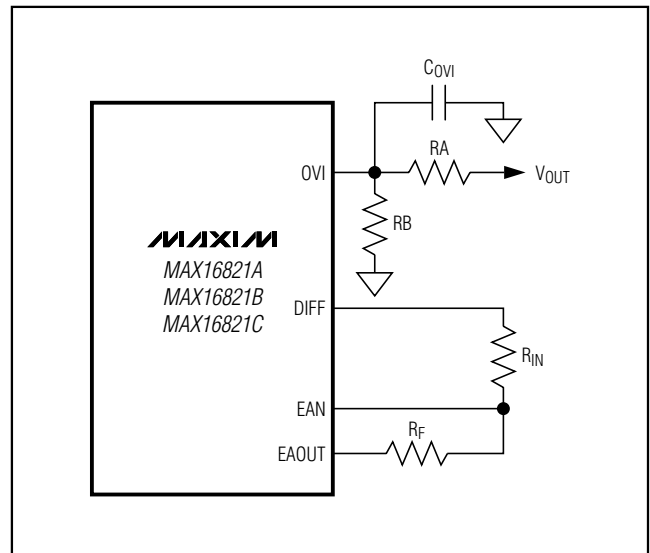 COVI
RA
OVI
VOUT
RB
MAXIM
MAX16821A
MAX16821B
MAX16821C
DIFF
RIN
EAN
RF
EAOUT